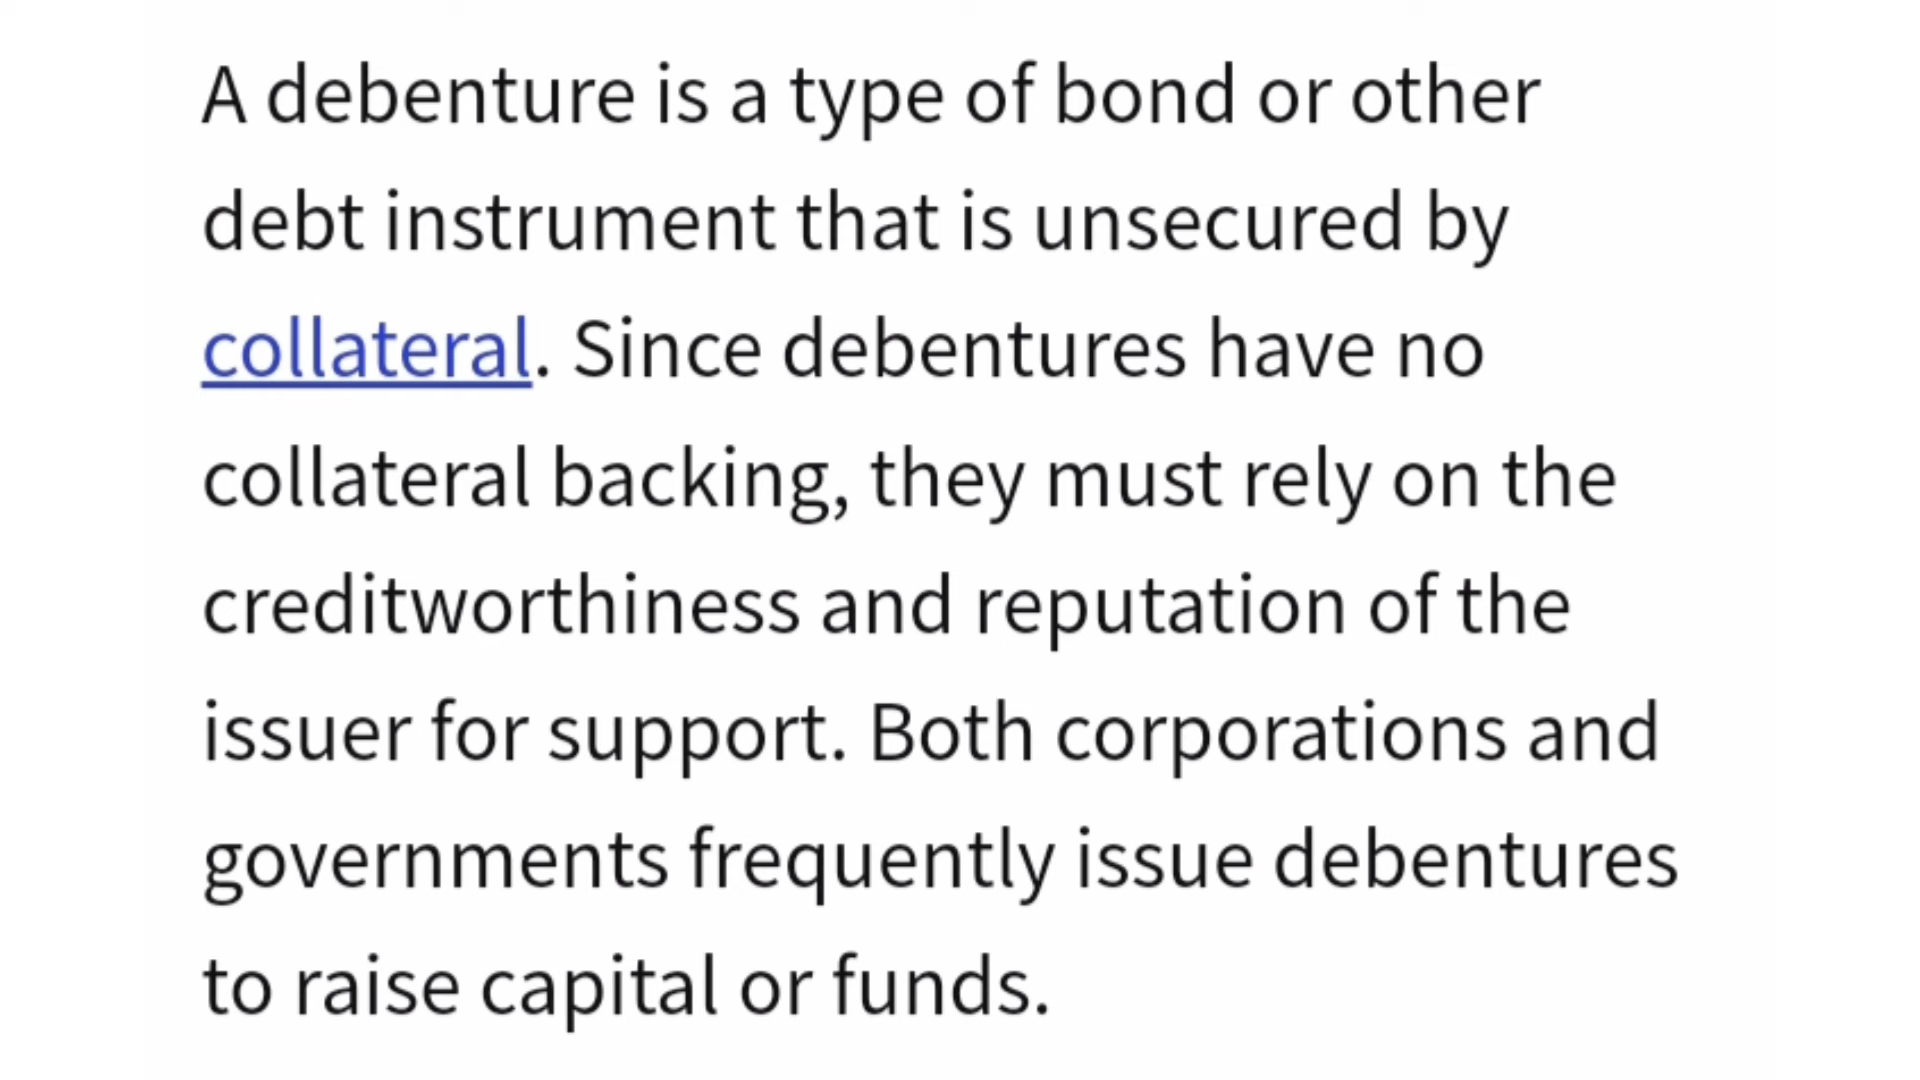 A debenture is a type of bond or other
debt instrument that is unsecured by
collateral. Since debentures have no
collateral backing, they must rely on the
creditworthiness and reputation of the
issuer for support. Both corporations and
governments frequently issue debentures
to raise capital or funds.